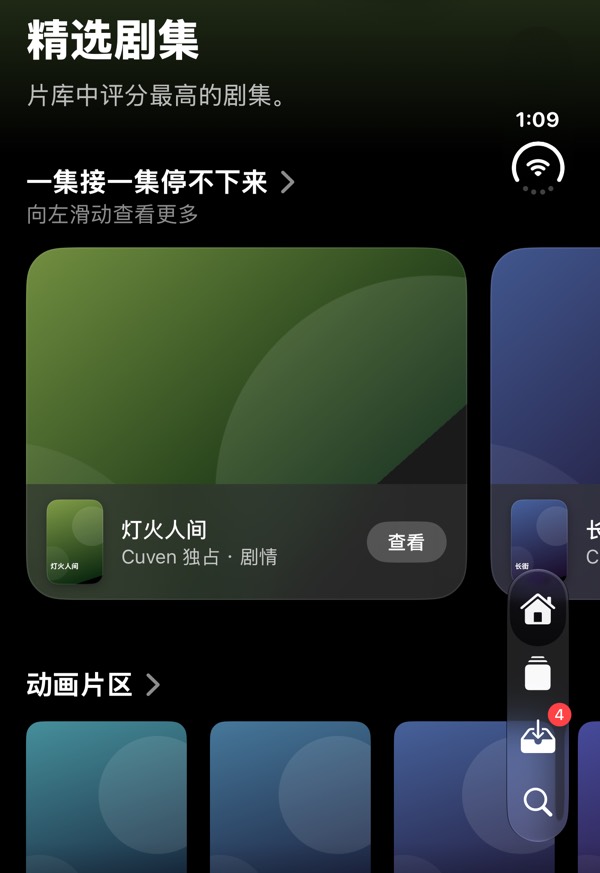 精选剧集
片库中评分最高的剧集。
1:09
一集接一集停不下来
向左滑动查看更多
灯火人间
灯火人间
Cuven 独占 · 剧情
查看
长街
C
动画片区
4